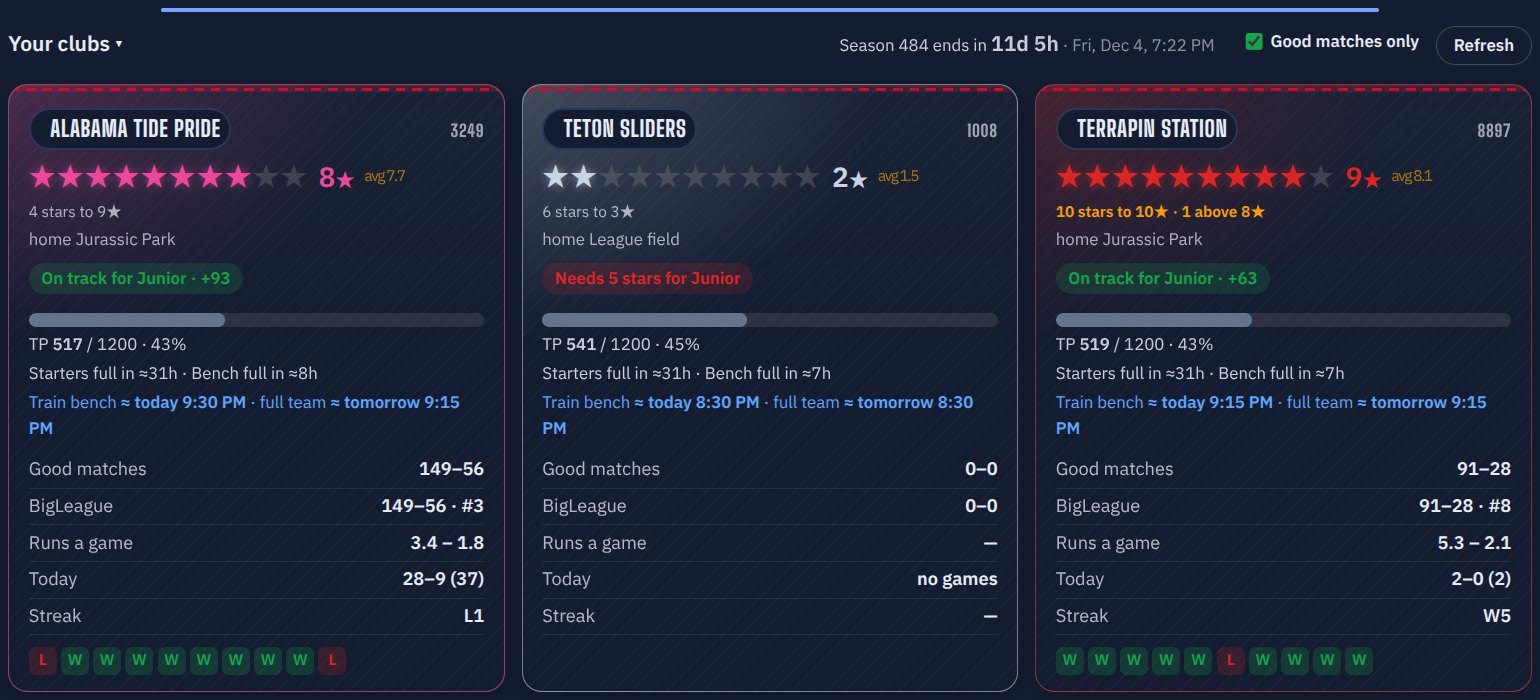 Your clubs ▾
Season 484 ends in 11d 5h · Fri, Dec 4, 7:22 PM
Good matches only
Refresh
ALABAMA TIDE PRIDE
3249
8★ avg 7.7
4 stars to 9★
home Jurassic Park
On track for Junior · +93
TP 517 / 1200 · 43%
Starters full in ≈31h · Bench full in ≈8h
Train bench ≈ today 9:30 PM · full team ≈ tomorrow 9:15
PM
Good matches 149–56
BigLeague 149–56 · #3
Runs a game 3.4 – 1.8
Today 28–9 (37)
Streak L1
L W W W W W W W W L
TETON SLIDERS
1008
2★ avg 1.5
6 stars to 3★
home League field
Needs 5 stars for Junior
TP 541 / 1200 · 45%
Starters full in ≈31h · Bench full in ≈7h
Train bench ≈ today 8:30 PM · full team ≈ tomorrow 8:30
PM
Good matches 0–0
BigLeague 0–0
Runs a game —
Today no games
Streak —
TERRAPIN STATION
8897
9★ avg 8.1
10 stars to 10★ · 1 above 8★
home Jurassic Park
On track for Junior · +63
TP 519 / 1200 · 43%
Starters full in ≈31h · Bench full in ≈7h
Train bench ≈ today 9:15 PM · full team ≈ tomorrow 9:15
PM
Good matches 91–28
BigLeague 91–28 · #8
Runs a game 5.3 – 2.1
Today 2–0 (2)
Streak W5
W W W W W L W W W W